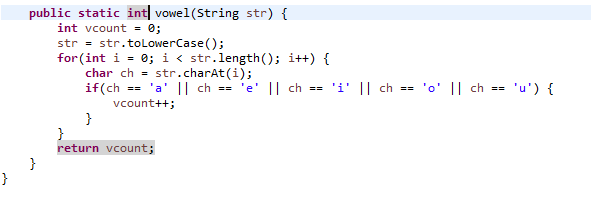 public static int vowel(String str) {
int vcount = 0;
str = str.toLowerCase();
for(int i = 0; i < str.length(); i++) {
char ch = str.charAt(i);
if(ch == 'a' || ch == 'e' || ch == 'i' || ch == 'o' || ch == 'u') {
vcount++;
}
}
return vcount;
}
}